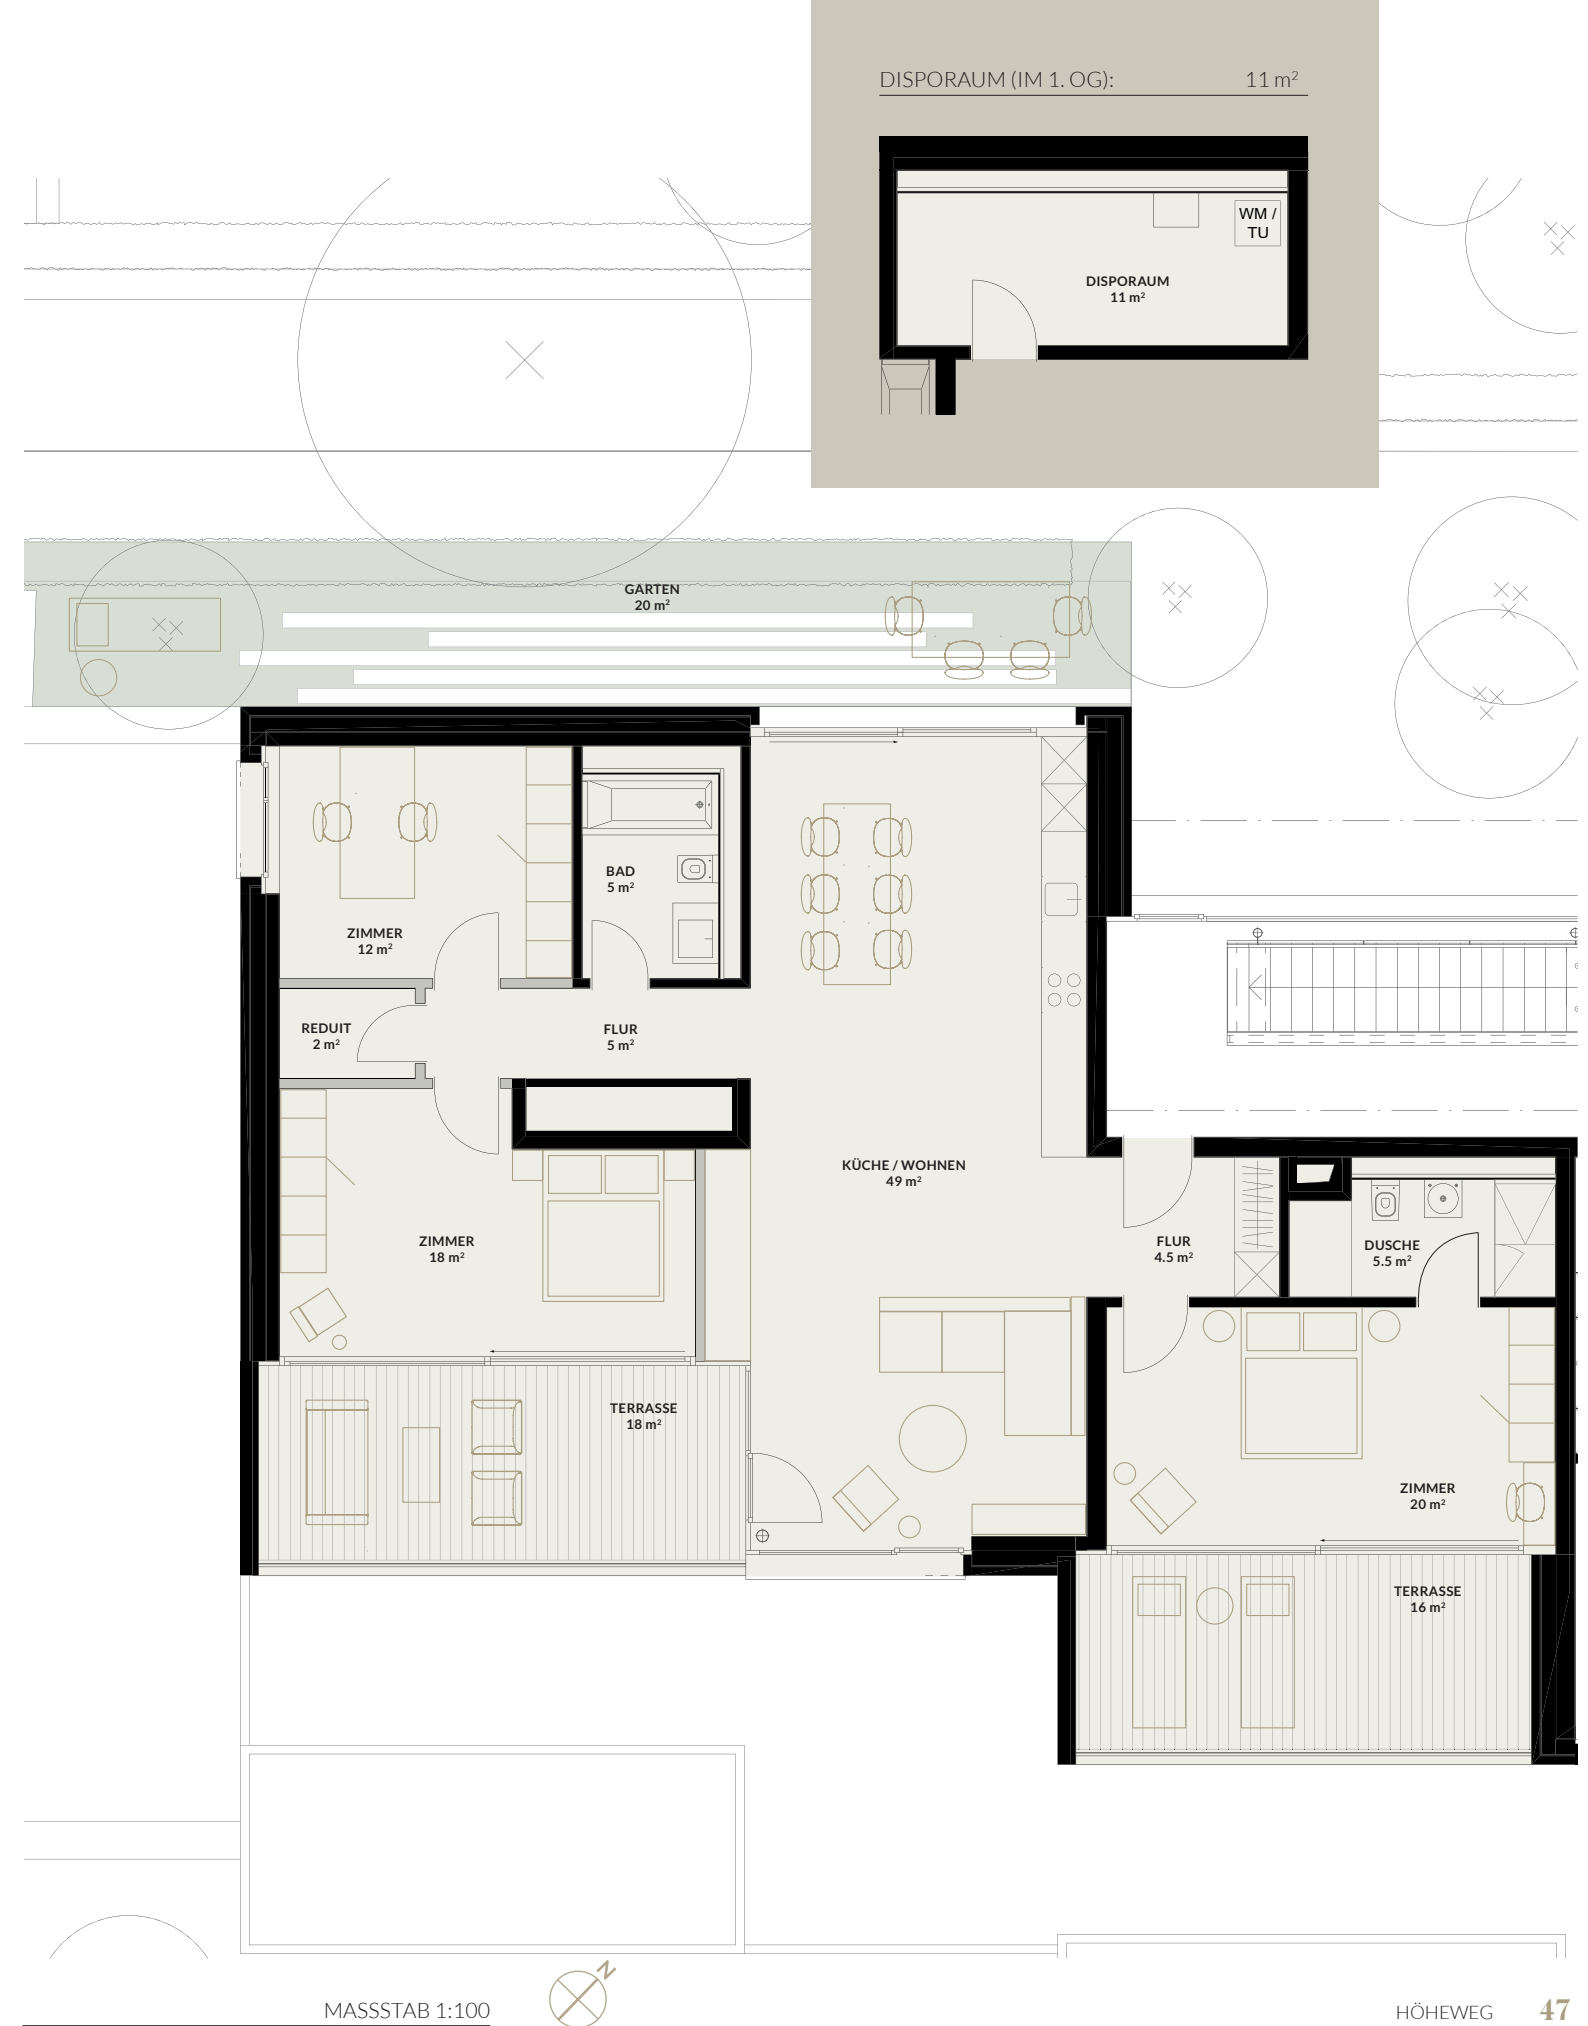 DISPORAUM (IM 1. OG): 11 m²
WM /
TU
DISPORAUM
11 m²
GARTEN
20 m²
BAD
5 m²
ZIMMER
12 m²
REDUIT
2 m²
FLUR
5 m²
KÜCHE / WOHNEN
49 m²
ZIMMER
18 m²
FLUR
4.5 m²
DUSCHE
5.5 m²
TERRASSE
18 m²
ZIMMER
20 m²
TERRASSE
16 m²
N
MASSSTAB 1:100
HÖHEWEG 47